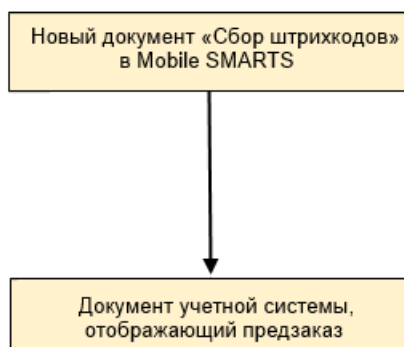 Новый документ «Сбор штрихкодов»
в Mobile SMARTS
Документ учетной системы,
отображающий предзаказ